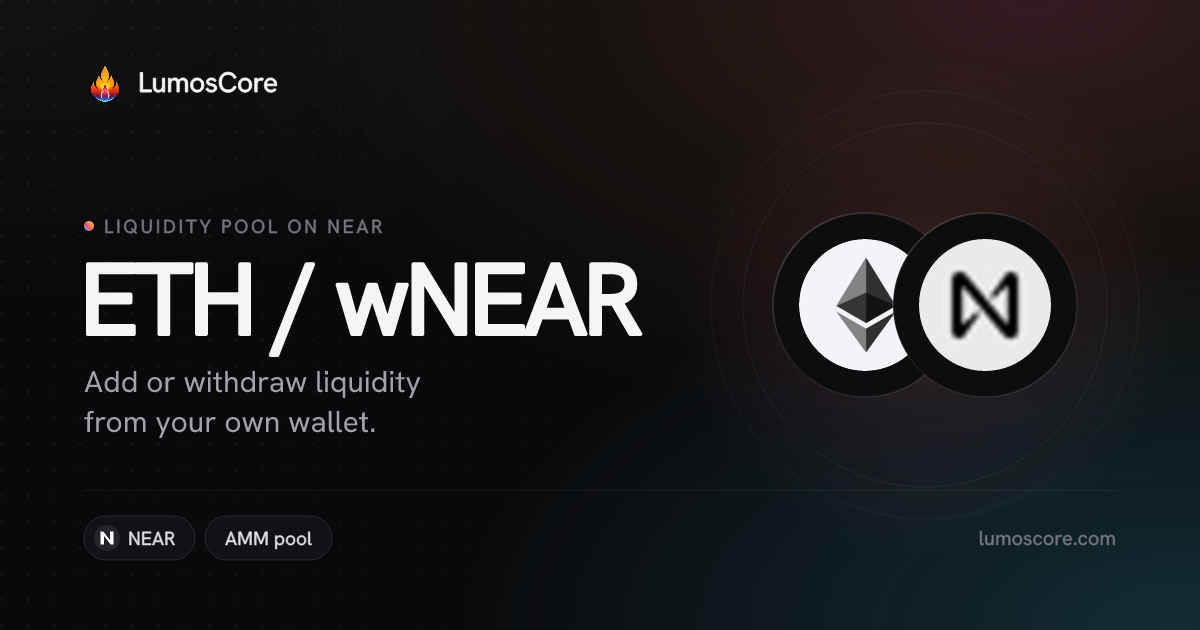 LumosCore
LIQUIDITY POOL ON NEAR
ETH / wNEAR
Add or withdraw liquidity
from your own wallet.
NEAR
AMM pool
lumoscore.com